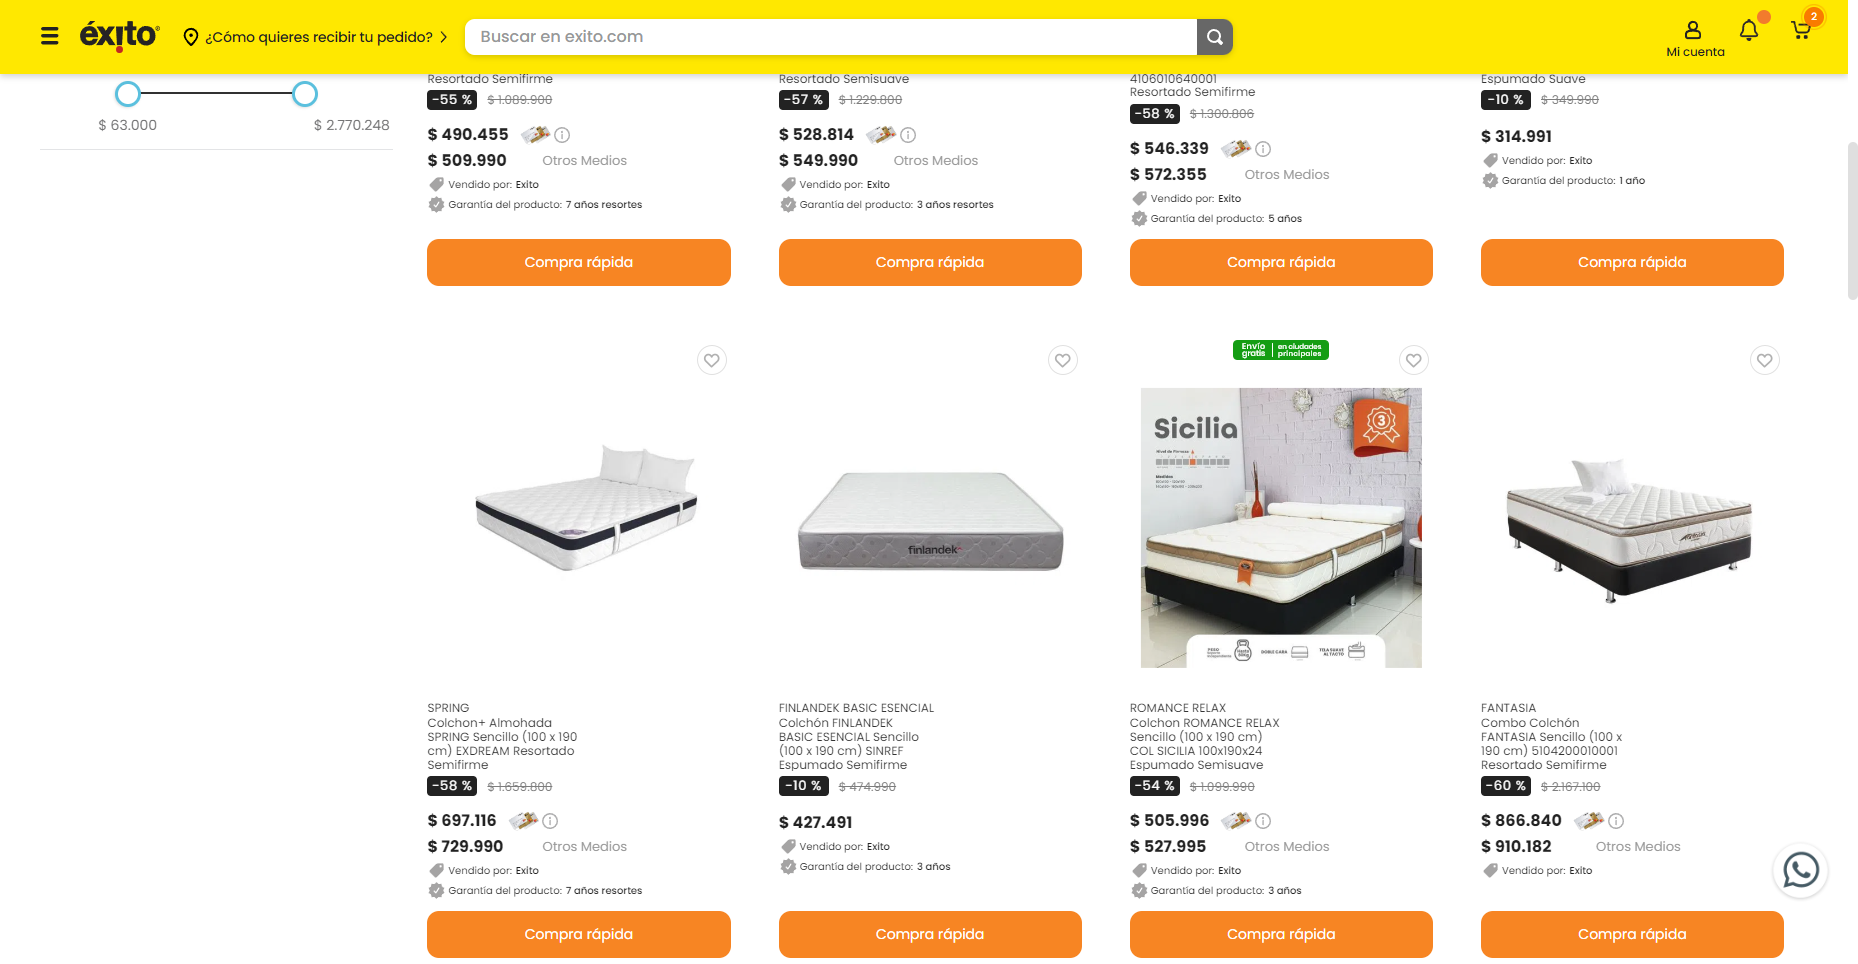 éxito
¿Cómo quieres recibir tu pedido?
Buscar en exito.com
Mi cuenta
2
$ 63.000
$ 2.770.248
Resortado Semifirme
-55 % $ 1.089.900
$ 490.455
$ 509.990 Otros Medios
Vendido por: Exito
Garantía del producto: 7 años resortes
Compra rápida
Resortado Semisuave
-57 % $ 1.229.800
$ 528.814
$ 549.990 Otros Medios
Vendido por: Exito
Garantía del producto: 3 años resortes
Compra rápida
4106010640001
Resortado Semifirme
-58 % $ 1.300.806
$ 546.339
$ 572.355 Otros Medios
Vendido por: Exito
Garantía del producto: 5 años
Compra rápida
Espumado Suave
-10 % $ 349.990
$ 314.991
Vendido por: Exito
Garantía del producto: 1 año
Compra rápida
SPRING
Colchon+ Almohada
SPRING Sencillo (100 x 190
cm) EXDREAM Resortado
Semifirme
-58 % $ 1.659.800
$ 697.116
$ 729.990 Otros Medios
Vendido por: Exito
Garantía del producto: 7 años resortes
Compra rápida
finlandek
FINLANDEK BASIC ESENCIAL
Colchón FINLANDEK
BASIC ESENCIAL Sencillo
(100 x 190 cm) SINREF
Espumado Semifirme
-10 % $ 474.990
$ 427.491
Vendido por: Exito
Garantía del producto: 3 años
Compra rápida
Envío gratis en ciudades principales
Sicilia
3
Nivel de Firmeza
Medidas
DOBLE CARA
TELA SUAVE
AL TACTO
ROMANCE RELAX
Colchon ROMANCE RELAX
Sencillo (100 x 190 cm)
COL SICILIA 100x190x24
Espumado Semisuave
-54 % $ 1.099.990
$ 505.996
$ 527.995 Otros Medios
Vendido por: Exito
Garantía del producto: 3 años
Compra rápida
FANTASIA
Combo Colchón
FANTASIA Sencillo (100 x
190 cm) 5104200010001
Resortado Semifirme
-60 % $ 2.167.100
$ 866.840
$ 910.182 Otros Medios
Vendido por: Exito
Compra rápida